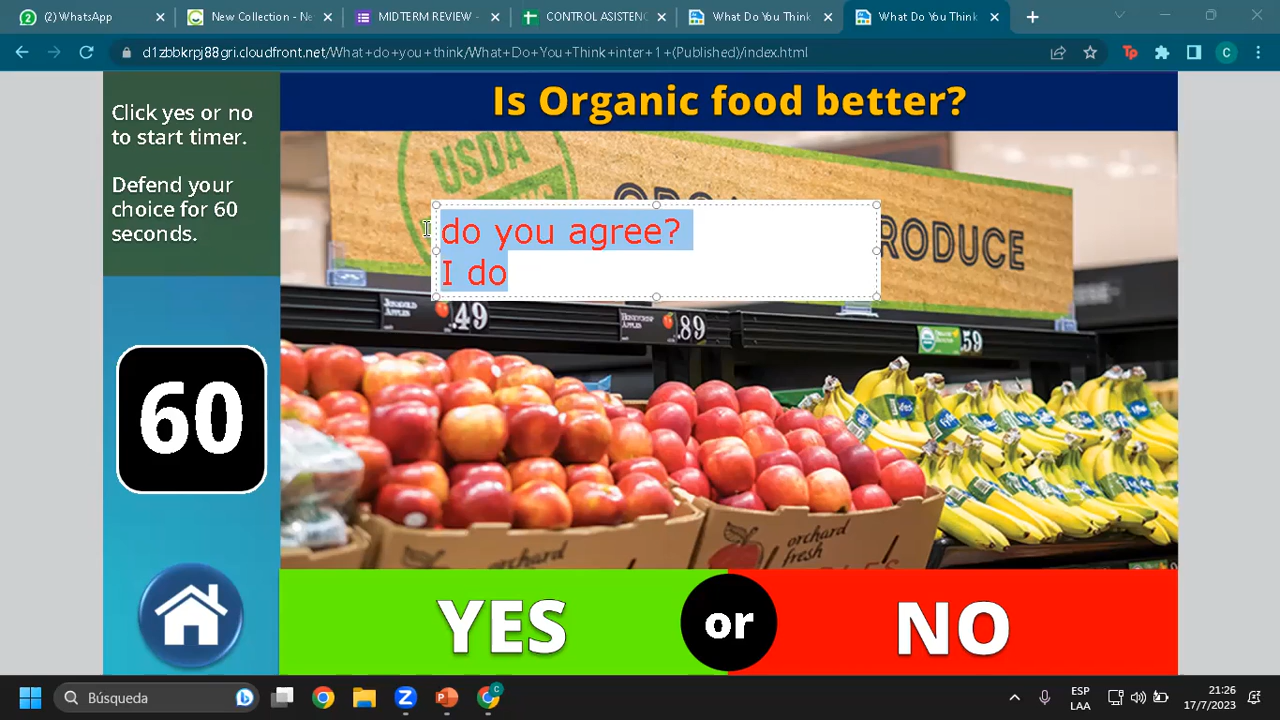 (2) WhatsApp
New Collection - Ne
MIDTERM REVIEW -
CONTROL ASISTENC
What Do You Think
What Do You Think
d1zbbkrpj88gri.cloudfront.net/What+do+you+think/What+Do+You+Think+inter+1+(Published)/index.html
Click yes or no
to start timer.
Defend your
choice for 60
seconds.
60
Is Organic food better?
USDA
PRODUCE
do you agree?
I do
.49
.89
.59
orchard
fresh
YES
or
NO
Búsqueda
ESP
LAA
21:26
17/7/2023